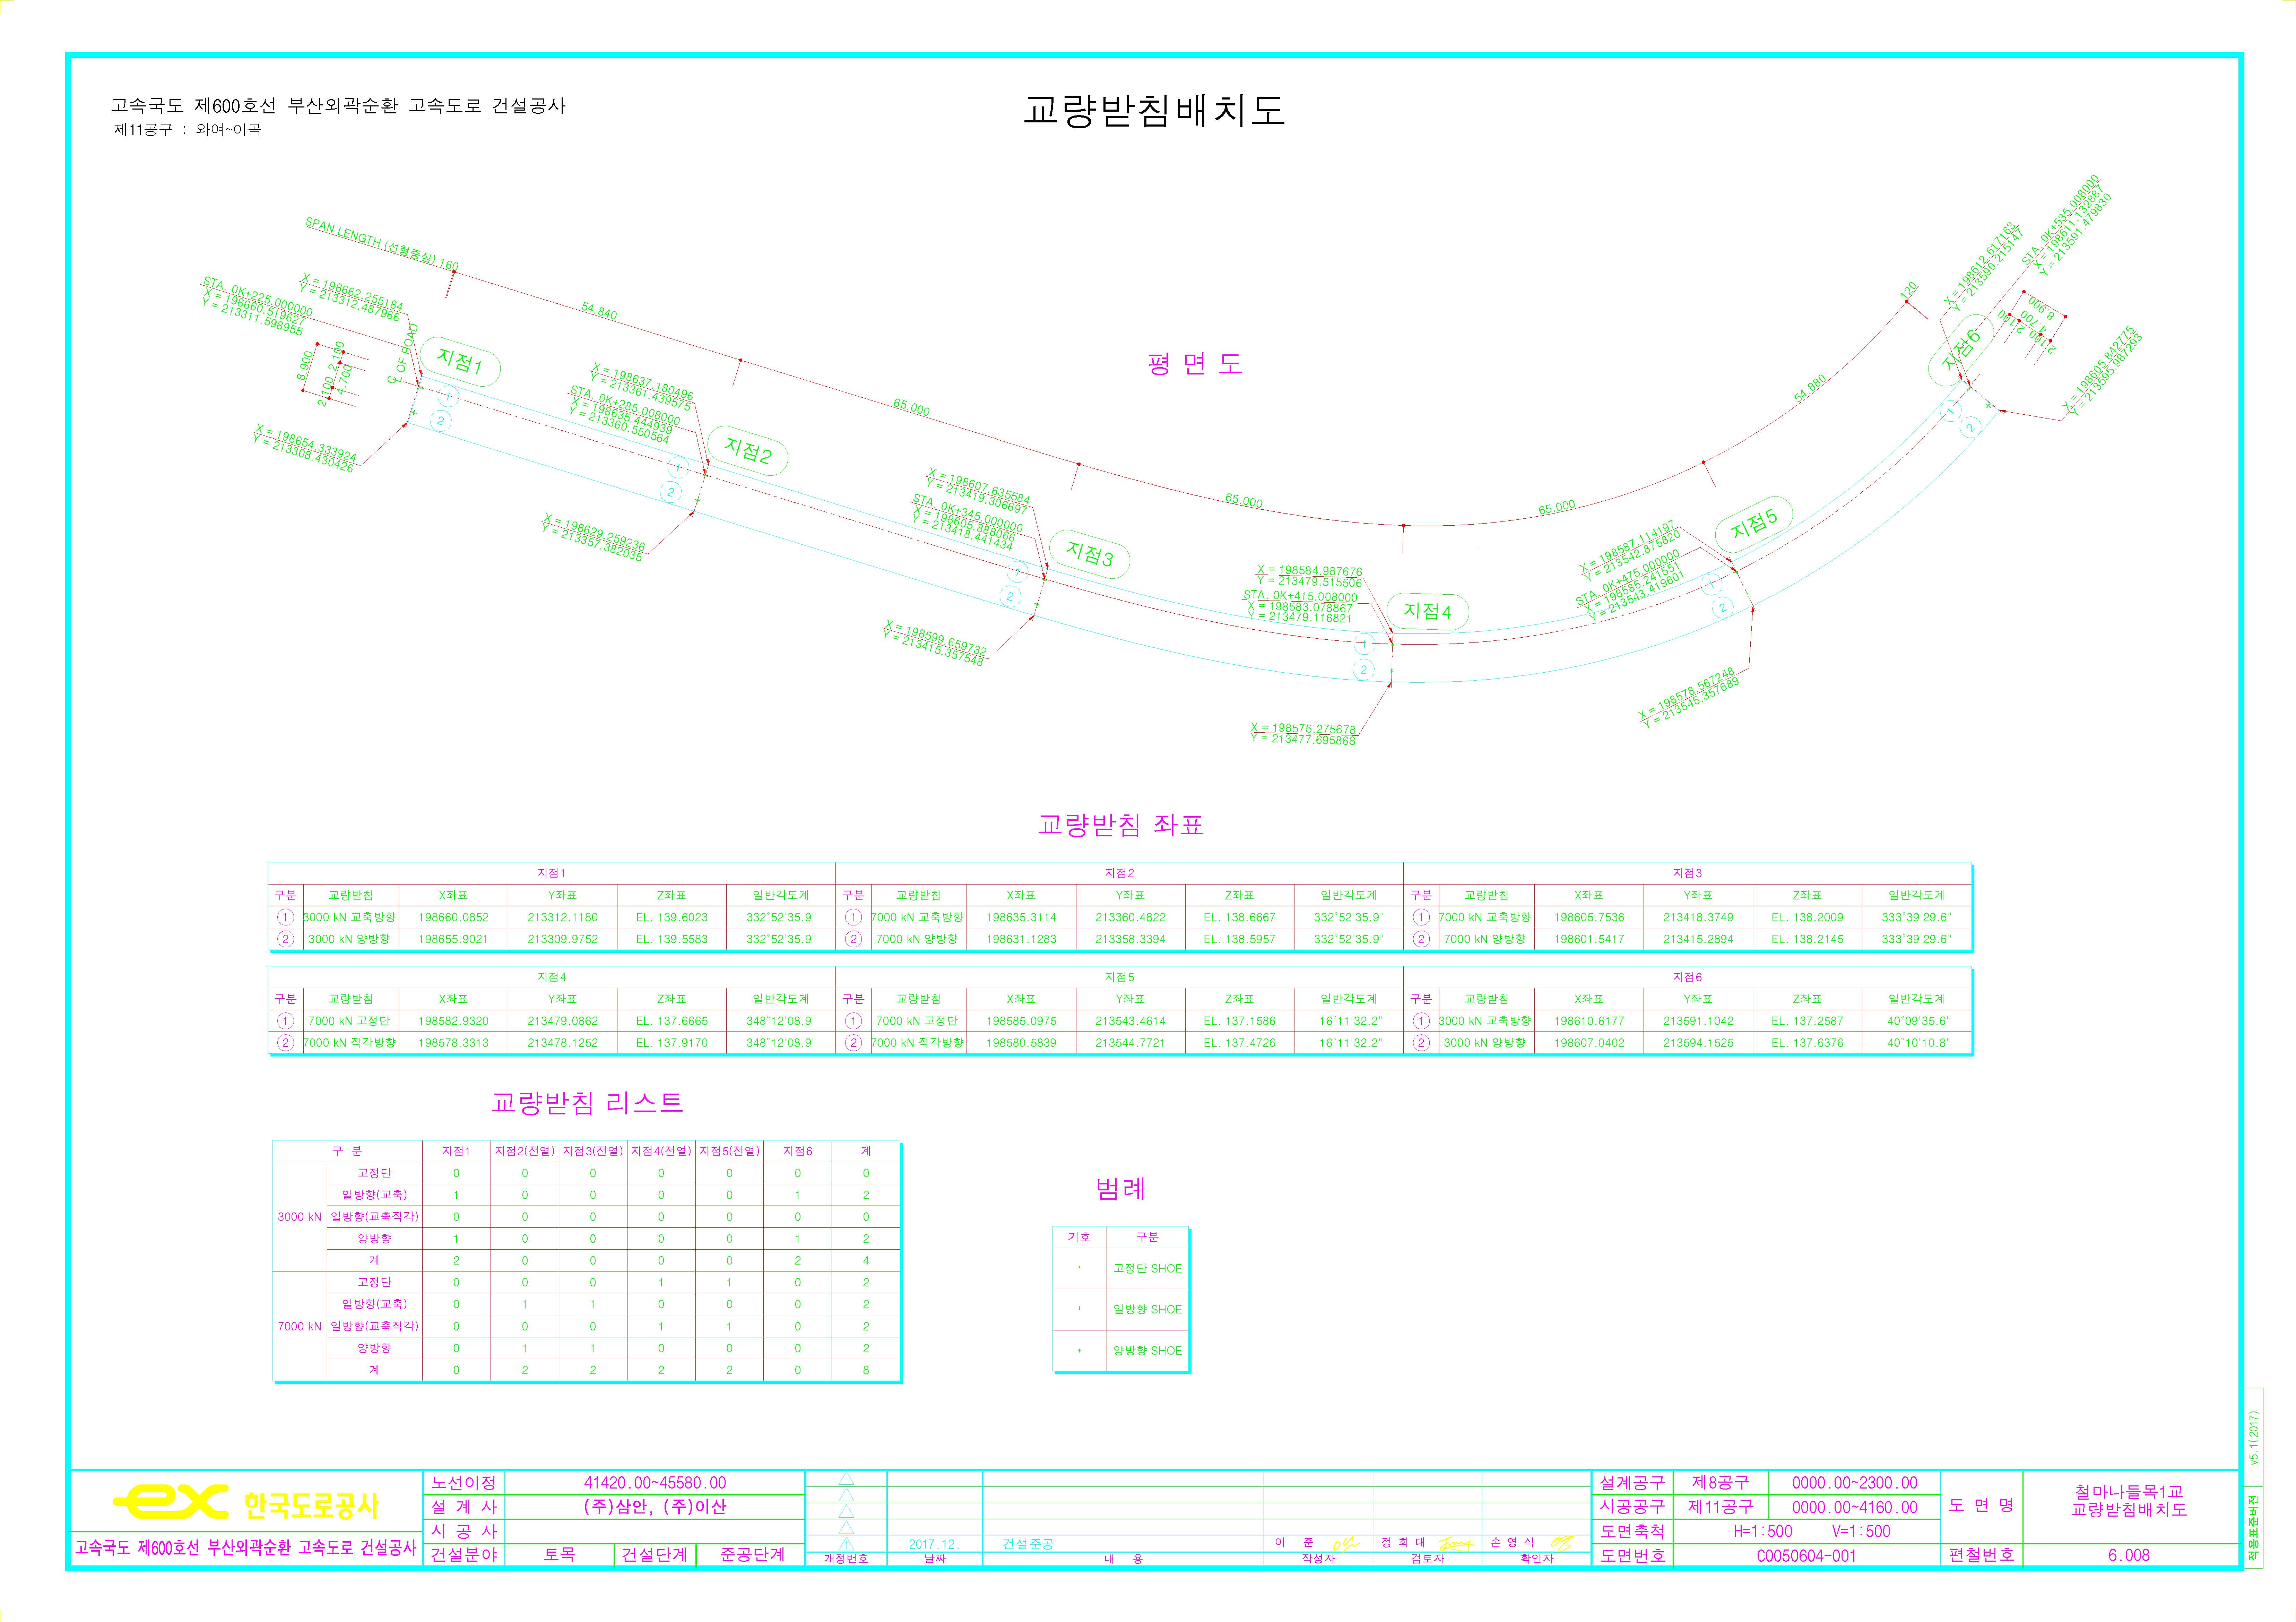 고속국도 제600호선 부산외곽순환 고속도로 건설공사
제11공구 : 와여~이곡
교량받침배치도
SPAN LENGTH (선형중심) 160
54.840
65.000
65.000
65.000
54.880
120
평 면 도
STA. 0K+225.000000
X = 198660.519627
Y = 213311.598955
X = 198662.255184
Y = 213312.487966
C L OF ROAD
지점1
8.900
2.100
4.700
2.100
X = 198654.333924
Y = 213308.430426
1
2
X = 198637.180496
Y = 213361.439575
STA. 0K+285.008000
X = 198635.444939
Y = 213360.550564
지점2
1
2
X = 198629.259236
Y = 213357.382035
X = 198607.635584
Y = 213419.306697
STA. 0K+345.000000
X = 198605.888066
Y = 213418.441434
지점3
1
2
X = 198599.659732
Y = 213415.357548
X = 198584.987676
Y = 213479.515506
STA. 0K+415.008000
X = 198583.078867
Y = 213479.116821
지점4
1
2
X = 198575.275678
Y = 213477.695868
X = 198587.114197
Y = 213542.875820
STA. 0K+475.000000
X = 198585.241551
Y = 213543.419601
지점5
1
2
X = 198578.567248
Y = 213545.357689
X = 198612.617163
Y = 213590.215147
STA. 0K+535.008000
X = 198611.132887
Y = 213591.479830
지점6
8.900
2.100
4.700
2.100
1
2
X = 198605.842775
Y = 213595.987293
교량받침 좌표
지점1 지점2 지점3
구분 교량받침 X좌표 Y좌표 Z좌표 일반각도계 구분 교량받침 X좌표 Y좌표 Z좌표 일반각도계 구분 교량받침 X좌표 Y좌표 Z좌표 일반각도계
1 3000 kN 교축방향 198660.0852 213312.1180 EL. 139.6023 332°52'35.9" 1 7000 kN 교축방향 198635.3114 213360.4822 EL. 138.6667 332°52'35.9" 1 7000 kN 교축방향 198605.7536 213418.3749 EL. 138.2009 333°39'29.6"
2 3000 kN 양방향 198655.9021 213309.9752 EL. 139.5583 332°52'35.9" 2 7000 kN 양방향 198631.1283 213358.3394 EL. 138.5957 332°52'35.9" 2 7000 kN 양방향 198601.5417 213415.2894 EL. 138.2145 333°39'29.6"
지점4 지점5 지점6
구분 교량받침 X좌표 Y좌표 Z좌표 일반각도계 구분 교량받침 X좌표 Y좌표 Z좌표 일반각도계 구분 교량받침 X좌표 Y좌표 Z좌표 일반각도계
1 7000 kN 고정단 198582.9320 213479.0862 EL. 137.6665 348°12'08.9" 1 7000 kN 고정단 198585.0975 213543.4614 EL. 137.1586 16°11'32.2" 1 3000 kN 교축방향 198610.6177 213591.1042 EL. 137.2587 40°09'35.6"
2 7000 kN 직각방향 198578.3313 213478.1252 EL. 137.9170 348°12'08.9" 2 7000 kN 직각방향 198580.5839 213544.7721 EL. 137.4726 16°11'32.2" 2 3000 kN 양방향 198607.0402 213594.1525 EL. 137.6376 40°10'10.8"
교량받침 리스트
구 분 지점1 지점2(전열) 지점3(전열) 지점4(전열) 지점5(전열) 지점6 계
3000 kN
고정단 0 0 0 0 0 0 0
일방향(교축) 1 0 0 0 0 1 2
일방향(교축직각) 0 0 0 0 0 0 0
양방향 1 0 0 0 0 1 2
계 2 0 0 0 0 2 4
7000 kN
고정단 0 0 0 1 1 0 2
일방향(교축) 0 1 1 0 0 0 2
일방향(교축직각) 0 0 0 1 1 0 2
양방향 0 1 1 0 0 0 2
계 0 2 2 2 2 0 8
범례
기호 구분
고정단 SHOE
일방향 SHOE
양방향 SHOE
v5.1(2017)
적용표준버전
ex 한국도로공사
고속국도 제600호선 부산외곽순환 고속도로 건설공사
노선이정 41420.00~45580.00
설 계 사 (주)삼안, (주)이산
시 공 사
건설분야 토목 건설단계 준공단계
1 2017.12. 건설준공 이 준 정 희 대 손 영 식
개정번호 날짜 내 용 작성자 검토자 확인자
설계공구 제8공구 0000.00~2300.00
시공공구 제11공구 0000.00~4160.00
도면축척 H=1:500 V=1:500
도면번호 C0050604-001
도 면 명 철마나들목1교
교량받침배치도
편철번호 6.008